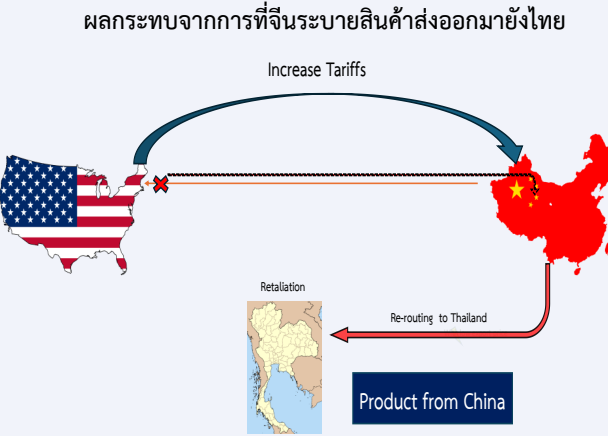 ผลกระทบจากการที่จีนระบายสินค้าส่งออกมายังไทย
Increase Tariffs
Retaliation
Re-routing to Thailand
Product from China